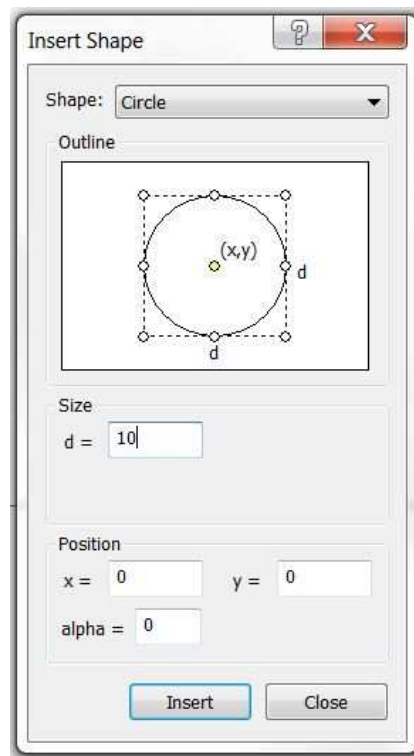 Insert Shape
Shape: Circle
Outline
(x,y)
d
d
Size
d = 10
Position
x = 0 y = 0
alpha = 0
Insert Close